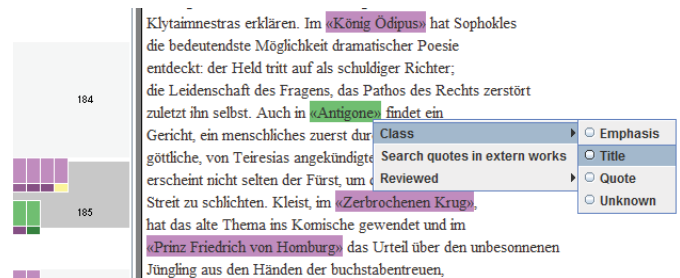 Klytaimnestras erklären. Im «König Ödipus» hat Sophokles
die bedeutendste Möglichkeit dramatischer Poesie
entdeckt: der Held tritt auf als schuldiger Richter;
die Leidenschaft des Fragens, das Pathos des Rechts zerstört
184
zuletzt ihn selbst. Auch in «Antigone» findet ein
Gericht, ein menschliches zuerst dur
göttliche, von Teiresias angekündigte
erscheint nicht selten der Fürst, um
Streit zu schlichten. Kleist, im «Zerbrochenen Krug»,
185
hat das alte Thema ins Komische gewendet und im
«Prinz Friedrich von Homburg» das Urteil über den unbesonnenen
Jüngling aus den Händen der buchstabentreuen,
Class
Search quotes in extern works
Reviewed
Emphasis
Title
Quote
Unknown